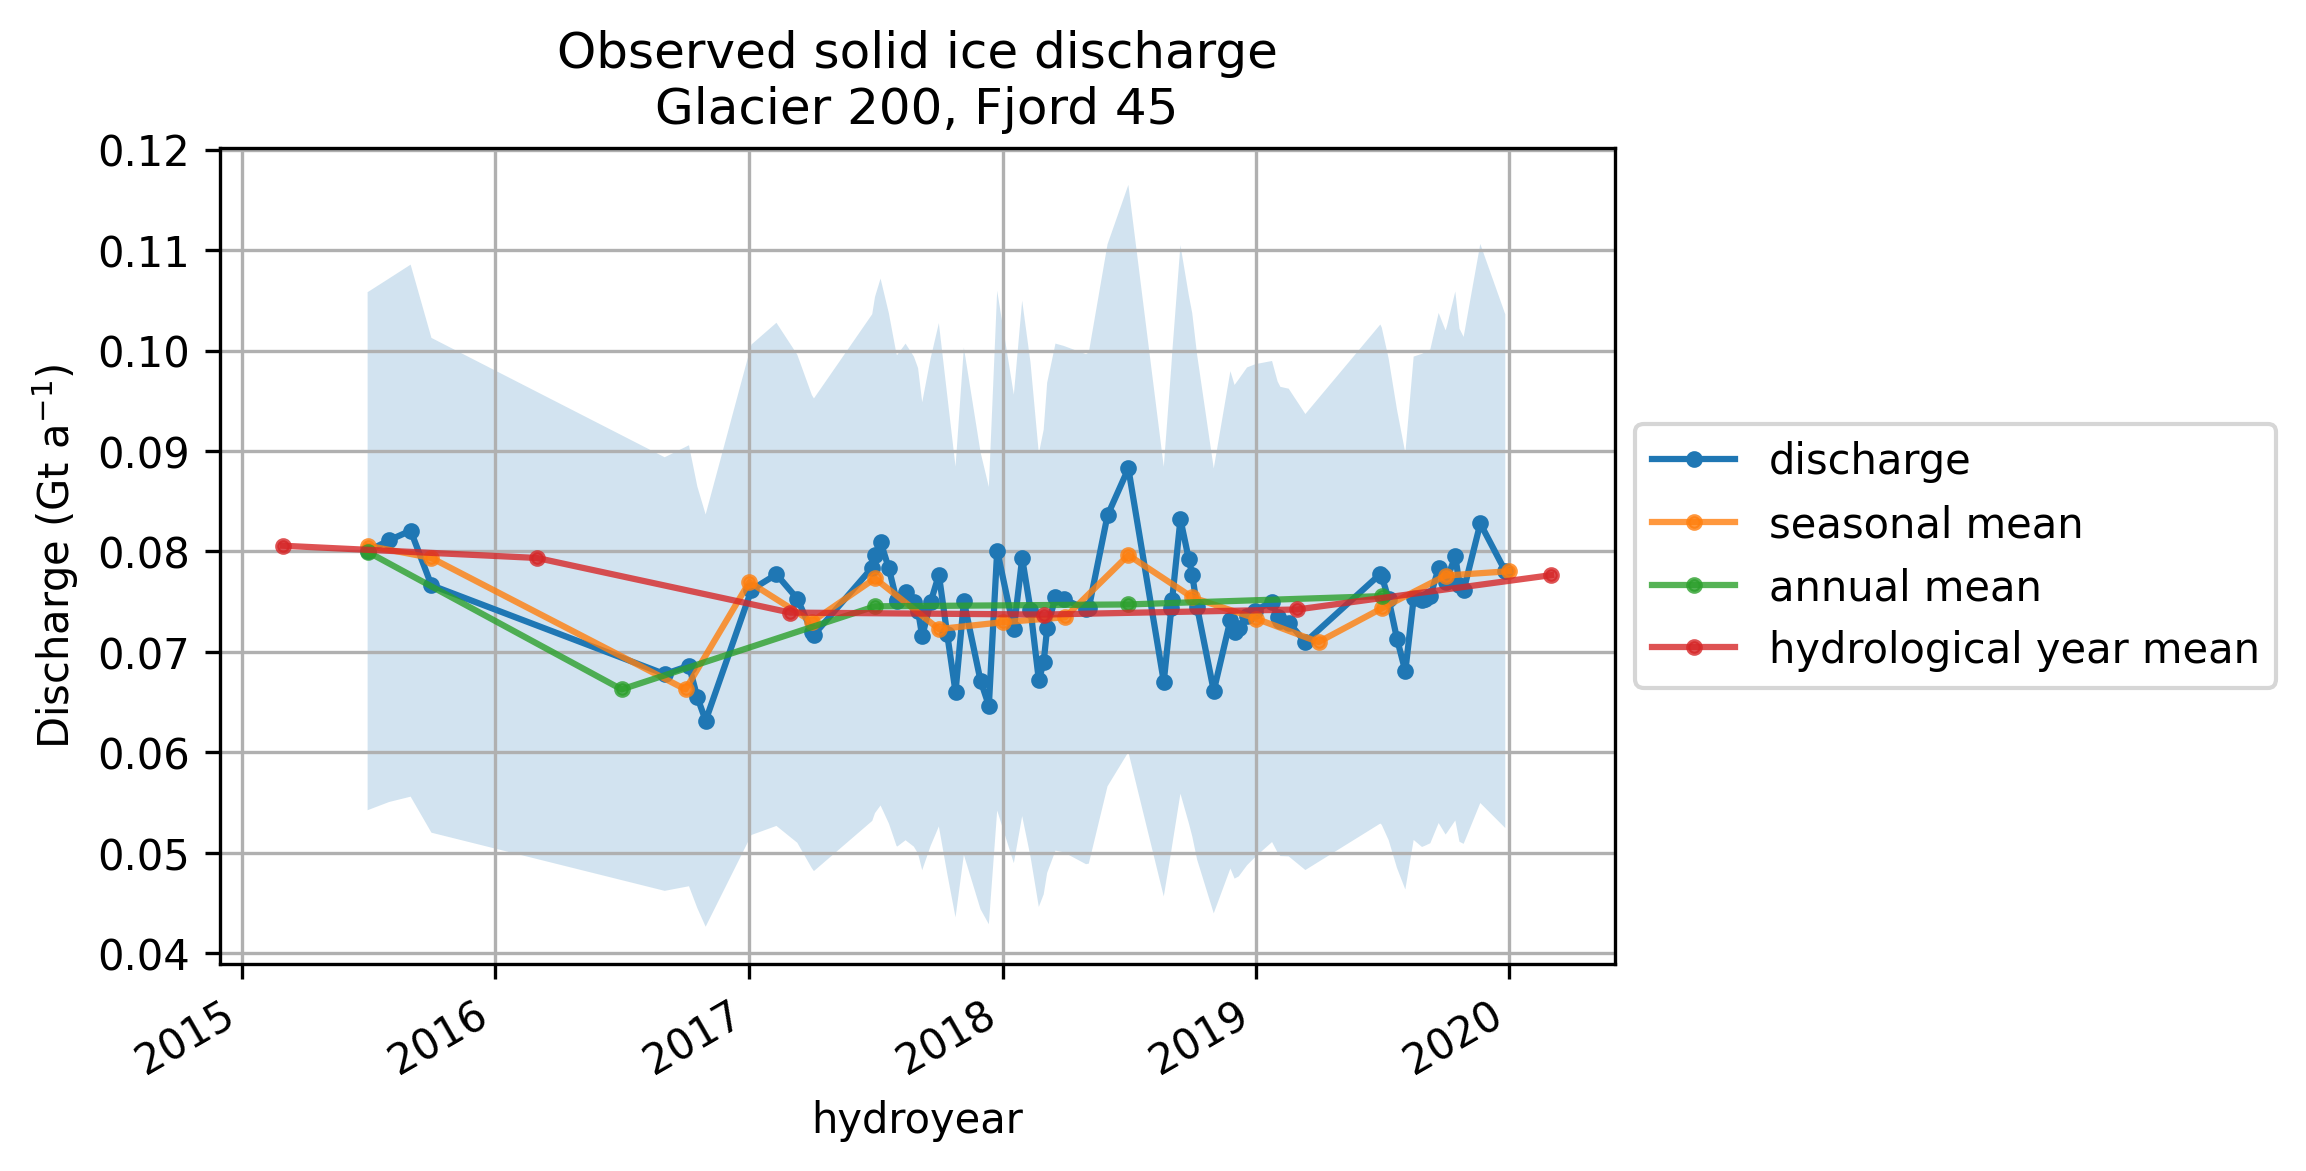 Observed solid ice discharge
Glacier 200, Fjord 45
Discharge (Gt a⁻¹)
0.12
0.11
0.10
0.09
0.08
0.07
0.06
0.05
0.04
2015
2016
2017
2018
2019
2020
hydroyear
discharge
seasonal mean
annual mean
hydrological year mean